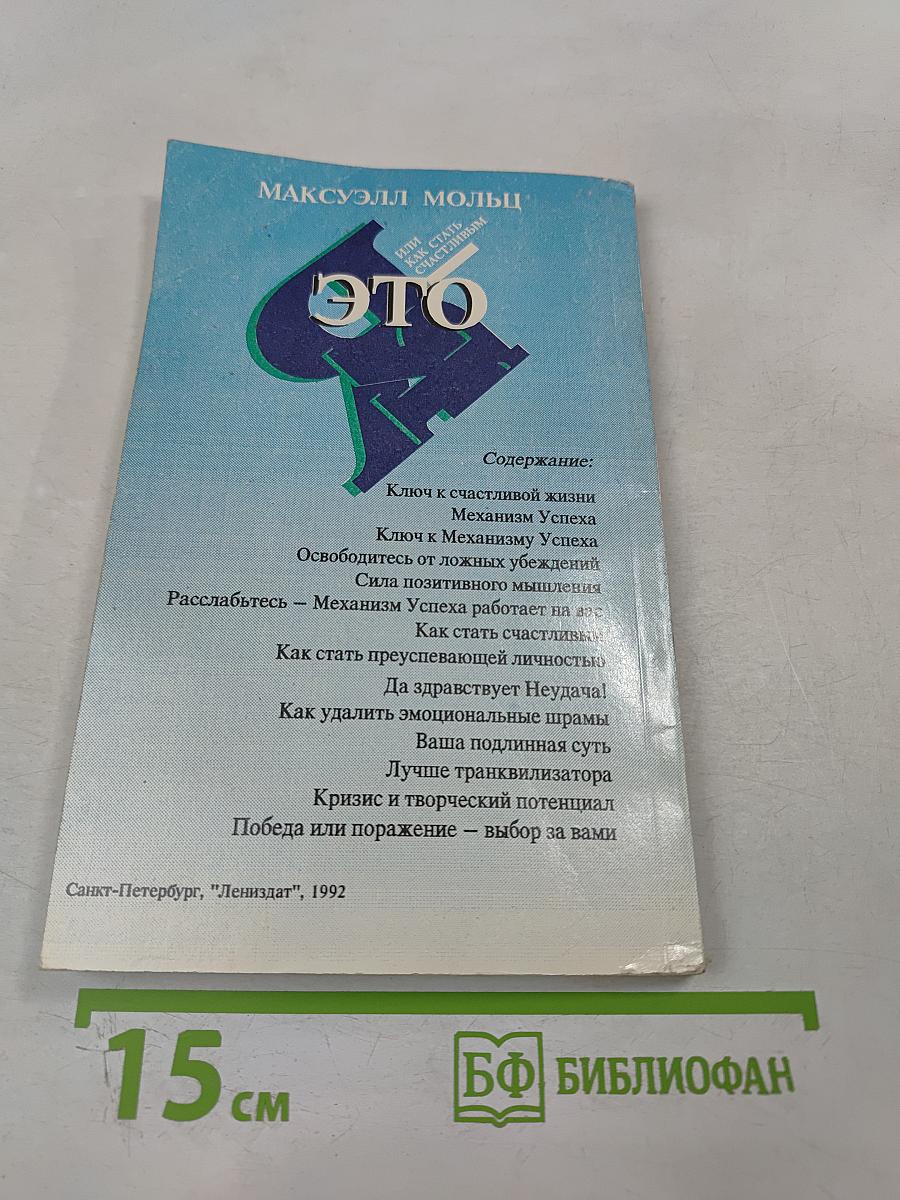 МАКСУЭЛЛ МОЛЬЦ
ИЛИ
КАК СТАТЬ
СЧАСТЛИВЫМ
ЭТО
Я
Содержание:
Ключ к счастливой жизни
Механизм Успеха
Ключ к Механизму Успеха
Освободитесь от ложных убеждений
Сила позитивного мышления
Расслабьтесь – Механизм Успеха работает на вас
Как стать счастливым
Как стать преуспевающей личностью
Да здравствует Неудача!
Как удалить эмоциональные шрамы
Ваша подлинная суть
Лучше транквилизатора
Кризис и творческий потенциал
Победа или поражение – выбор за вами
Санкт-Петербург, "Лениздат", 1992
15 см
БФ БИБЛИОФАН